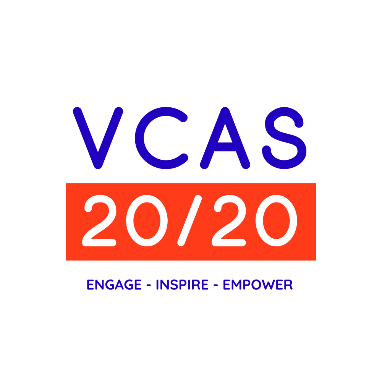 VCAS
20/20
ENGAGE - INSPIRE - EMPOWER